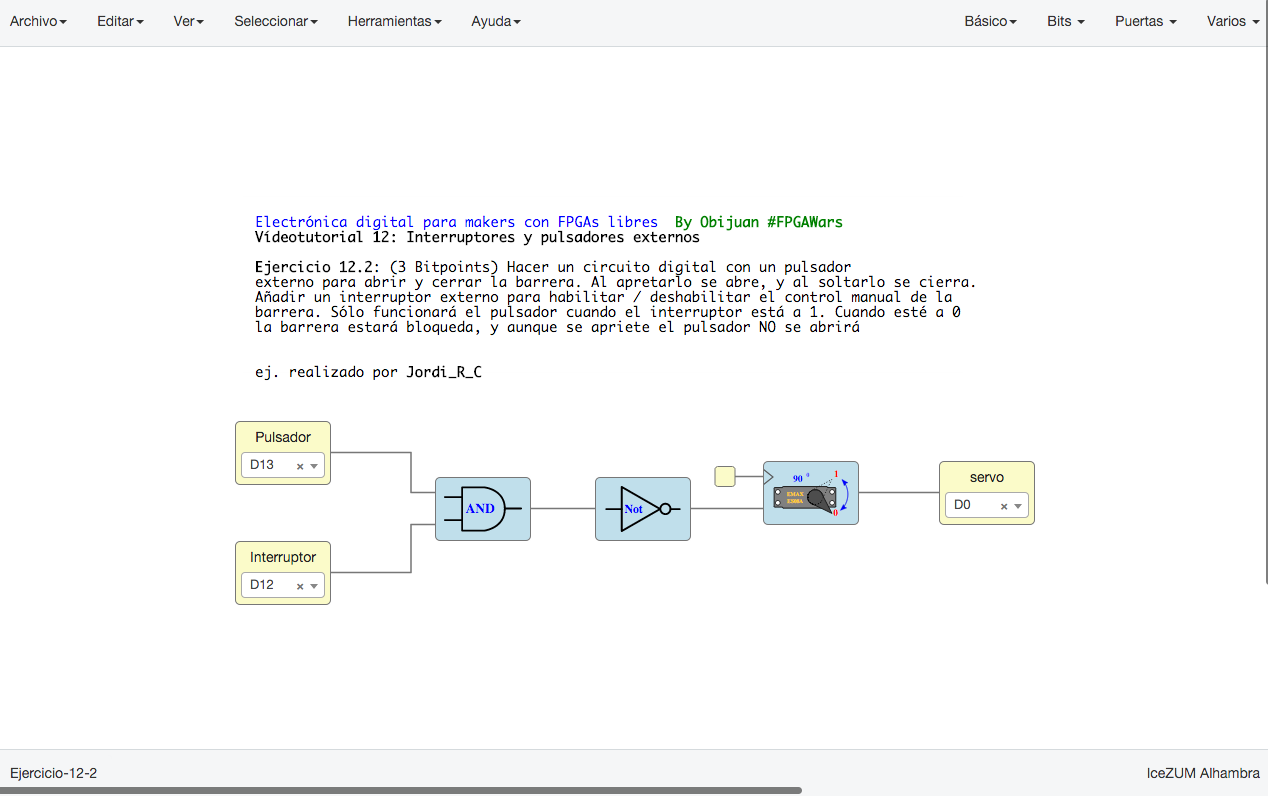 Archivo Editar Ver Seleccionar Herramientas Ayuda Básico Bits Puertas Varios
Electrónica digital para makers con FPGAs libres By Obijuan #FPGAWars
Vídeotutorial 12: Interruptores y pulsadores externos
Ejercicio 12.2: (3 Bitpoints) Hacer un circuito digital con un pulsador
externo para abrir y cerrar la barrera. Al apretarlo se abre, y al soltarlo se cierra.
Añadir un interruptor externo para habilitar / deshabilitar el control manual de la
barrera. Sólo funcionará el pulsador cuando el interruptor está a 1. Cuando esté a 0
la barrera estará bloqueda, y aunque se apriete el pulsador NO se abrirá
ej. realizado por Jordi_R_C
Pulsador
D13
AND
Not
90 º
1
EMAX
0
servo
D0
Interruptor
D12
Ejercicio-12-2
IceZUM Alhambra